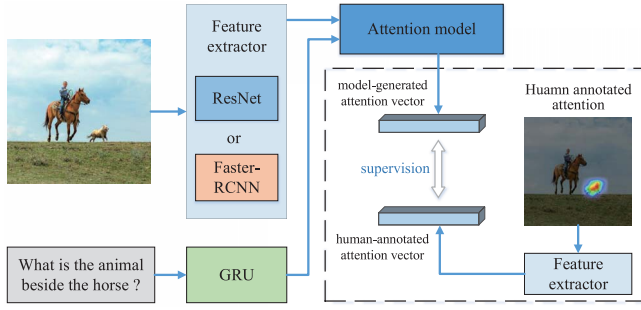 Feature
extractor
ResNet
or
Faster-
RCNN
What is the animal
beside the horse ?
GRU
Attention model
model-generated
attention vector
supervision
human-annotated
attention vector
Huamn annotated
attention
Feature
extractor